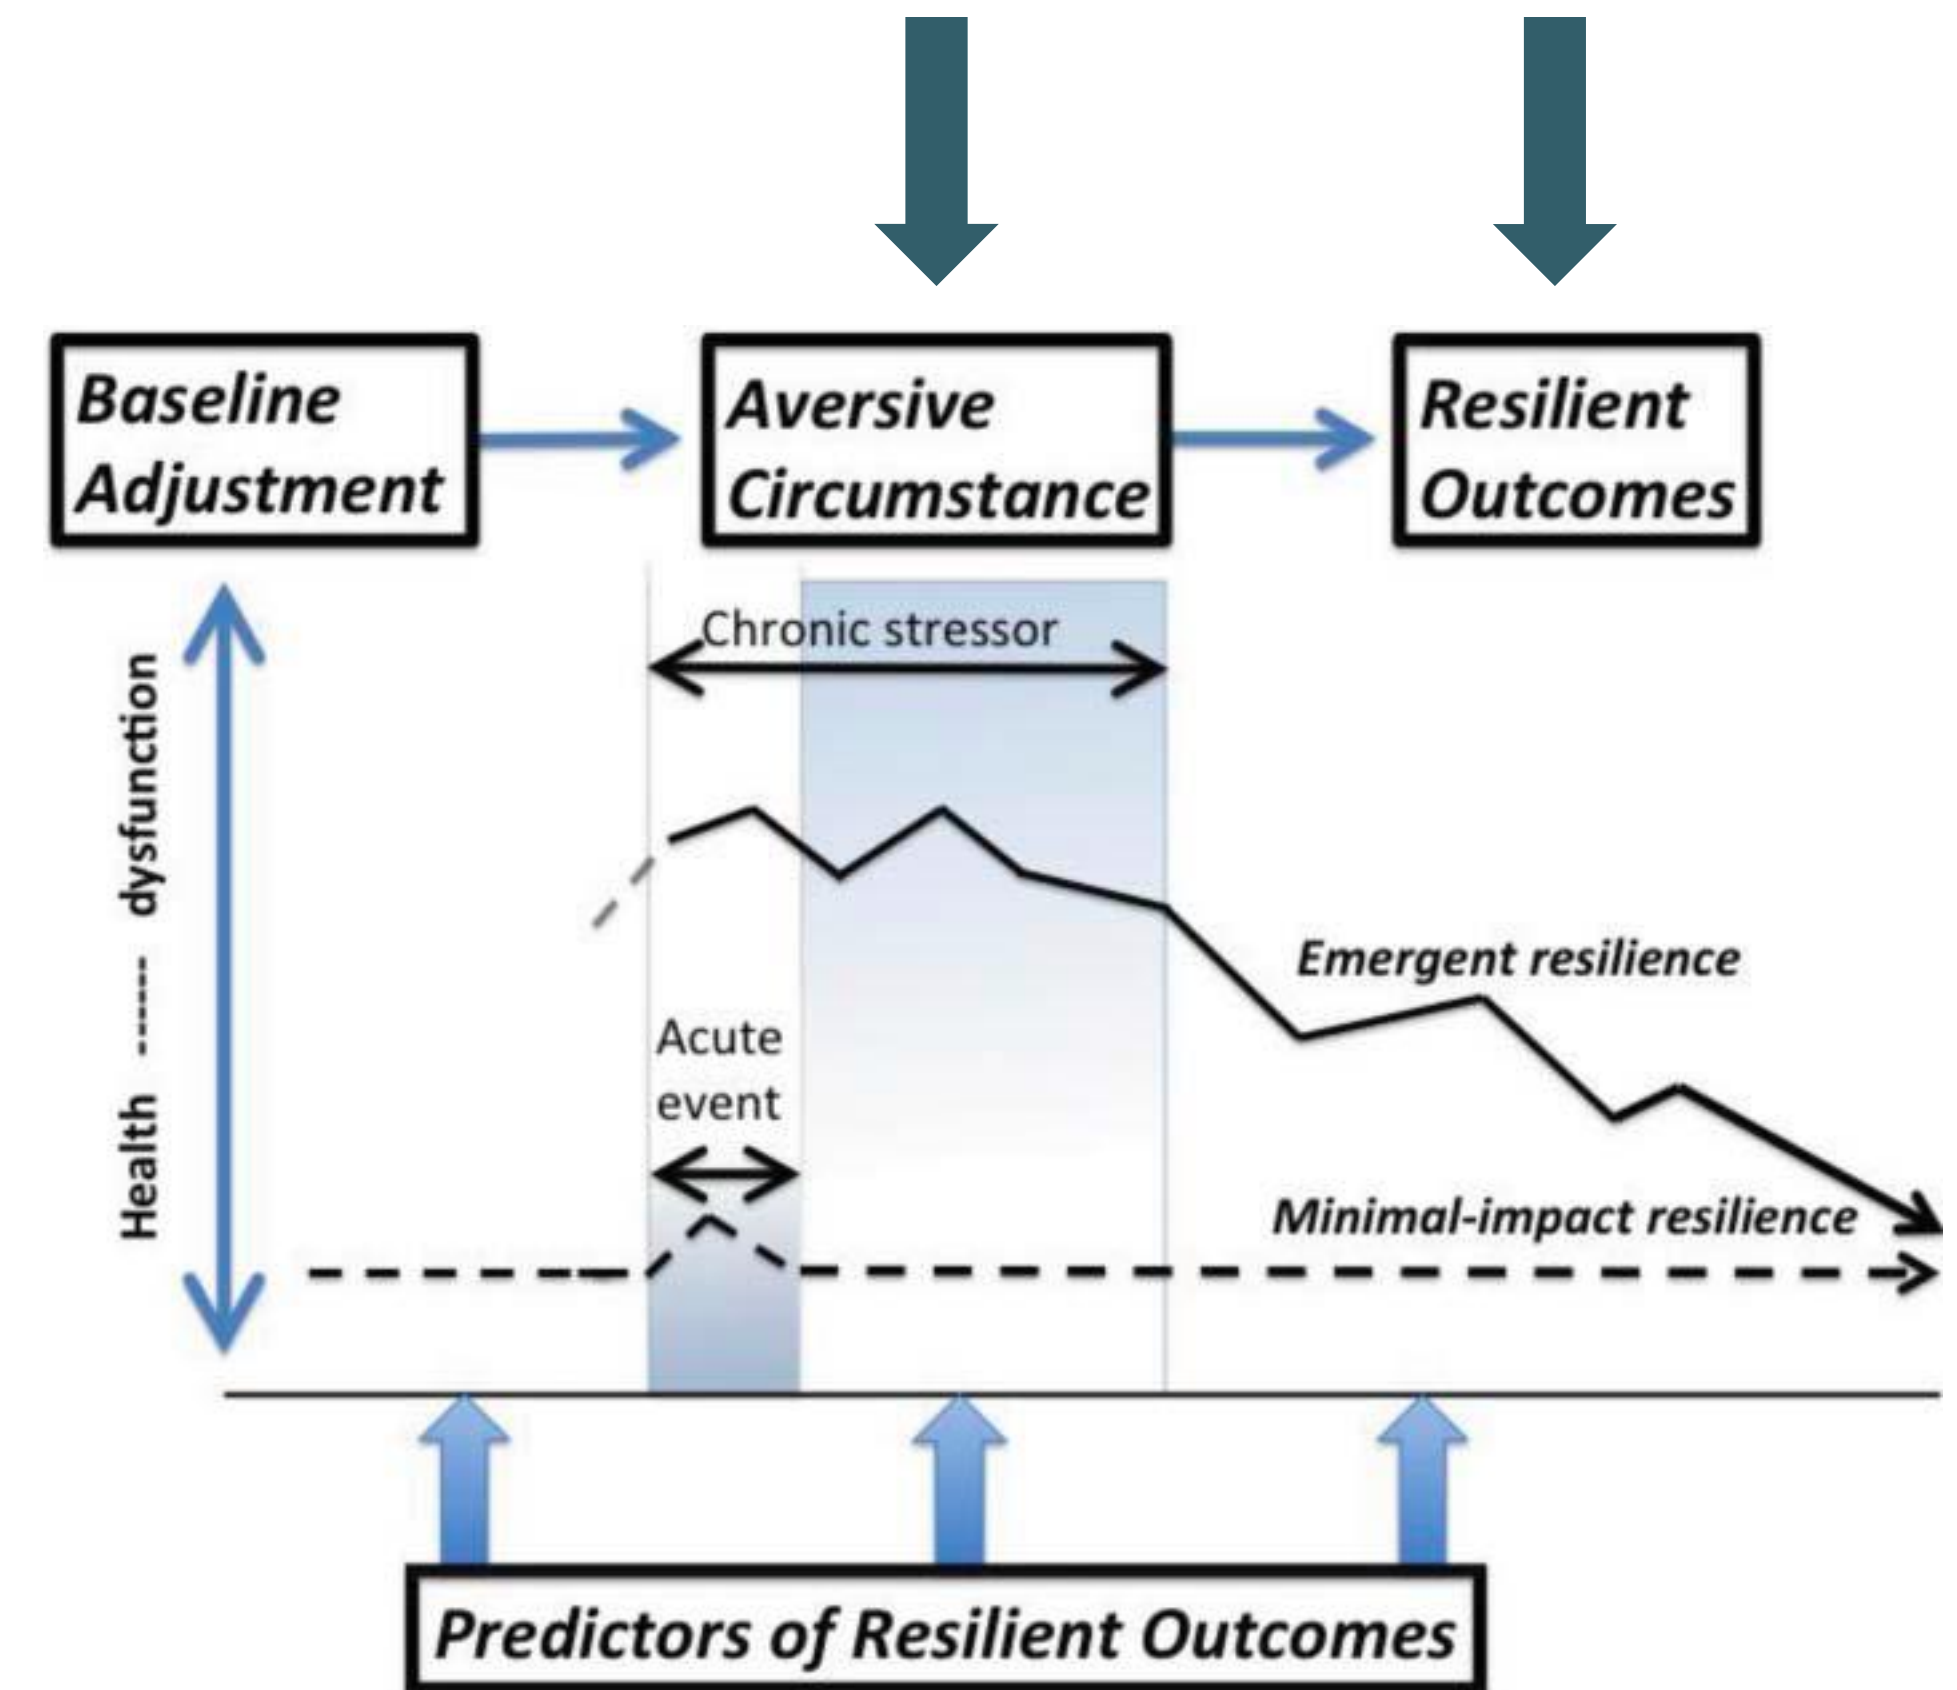 Baseline
Adjustment
Aversive
Circumstance
Resilient
Outcomes
Chronic stressor
Health ------ dysfunction
Emergent resilience
Acute
event
Minimal-impact resilience
Predictors of Resilient Outcomes